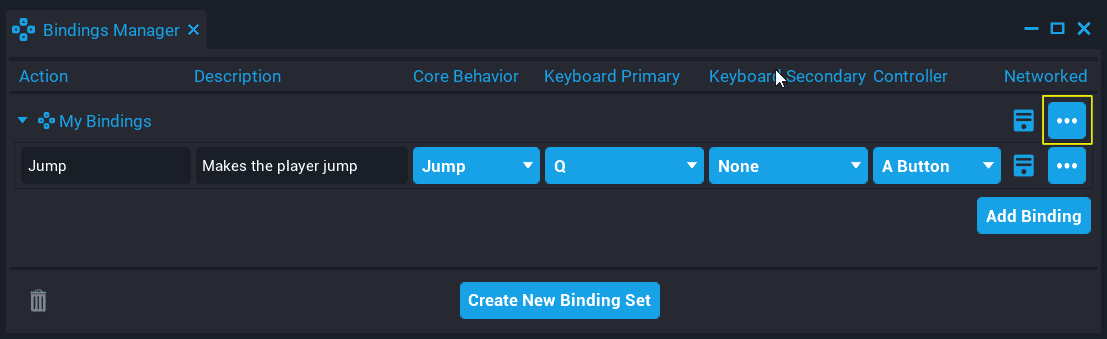 Bindings Manager
Action Description Core Behavior Keyboard Primary Keyboard Secondary Controller Networked
My Bindings
Jump Makes the player jump Jump Q None A Button
Add Binding
Create New Binding Set